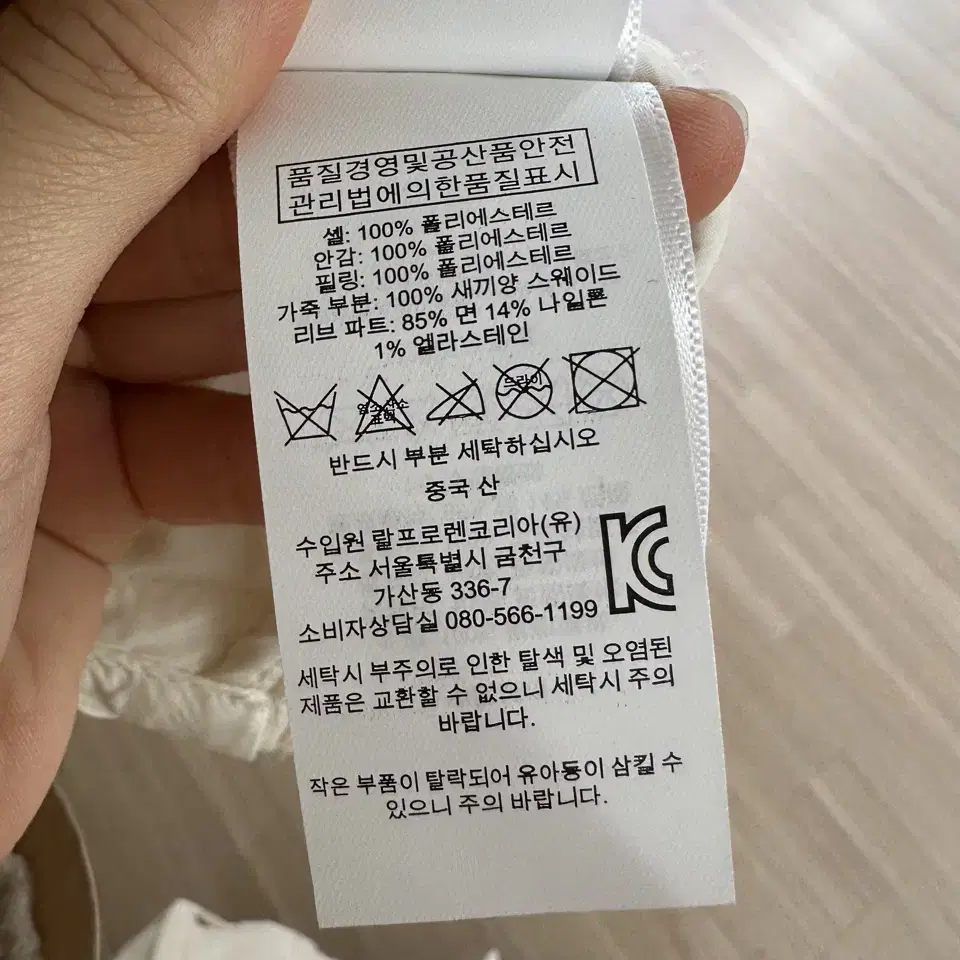 품질경영및공산품안전
관리법에의한품질표시
셸: 100% 폴리에스테르
안감: 100% 폴리에스테르
필링: 100% 폴리에스테르
가죽 부분: 100% 새끼양 스웨이드
리브 파트: 85% 면 14% 나일론
1% 엘라스테인
염소산소
표백
드라이
반드시 부분 세탁하십시오
중국 산
수입원 랄프로렌코리아(유)
주소 서울특별시 금천구
가산동 336-7
소비자상담실 080-566-1199
세탁시 부주의로 인한 탈색 및 오염된
제품은 교환할 수 없으니 세탁시 주의
바랍니다.
작은 부품이 탈락되어 유아등이 삼킬 수
있으니 주의 바랍니다.